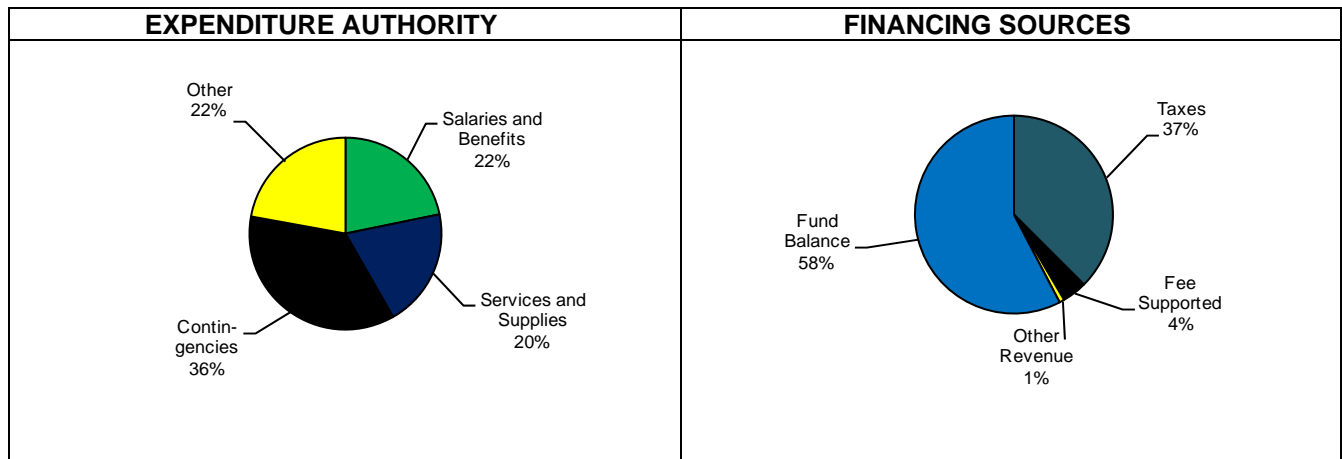 EXPENDITURE AUTHORITY
Other
22%
Salaries and
Benefits
22%
Services and
Supplies
20%
Contin-
gencies
36%
FINANCING SOURCES
Taxes
37%
Fee
Supported
4%
Other
Revenue
1%
Fund
Balance
58%